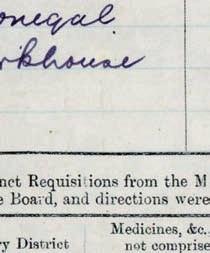 onegal
rkhouse
nct Requisitions from the M
e Board, and directions were
Medicines, &c.,
ry District
not comprise